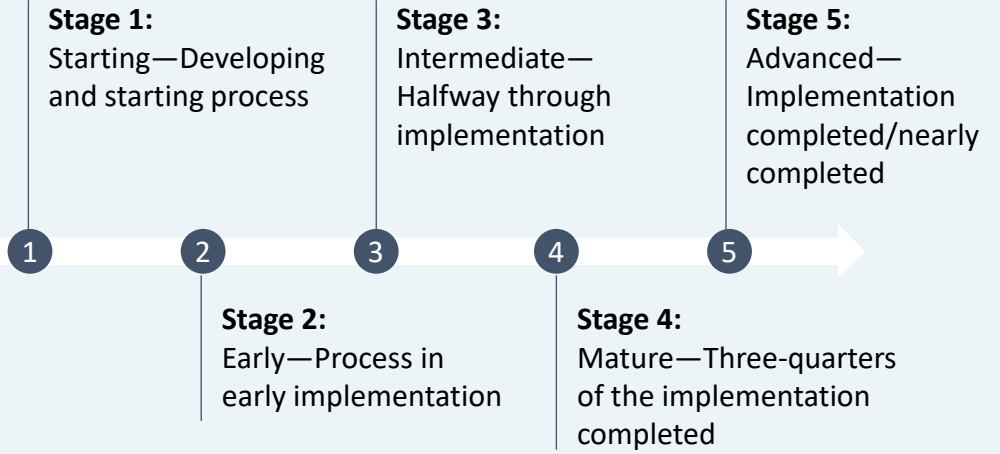 Stage 1:
Starting—Developing
and starting process
Stage 3:
Intermediate—
Halfway through
implementation
Stage 5:
Advanced—
Implementation
completed/nearly
completed
1
2
3
4
5
Stage 2:
Early—Process in
early implementation
Stage 4:
Mature—Three-quarters
of the implementation
completed